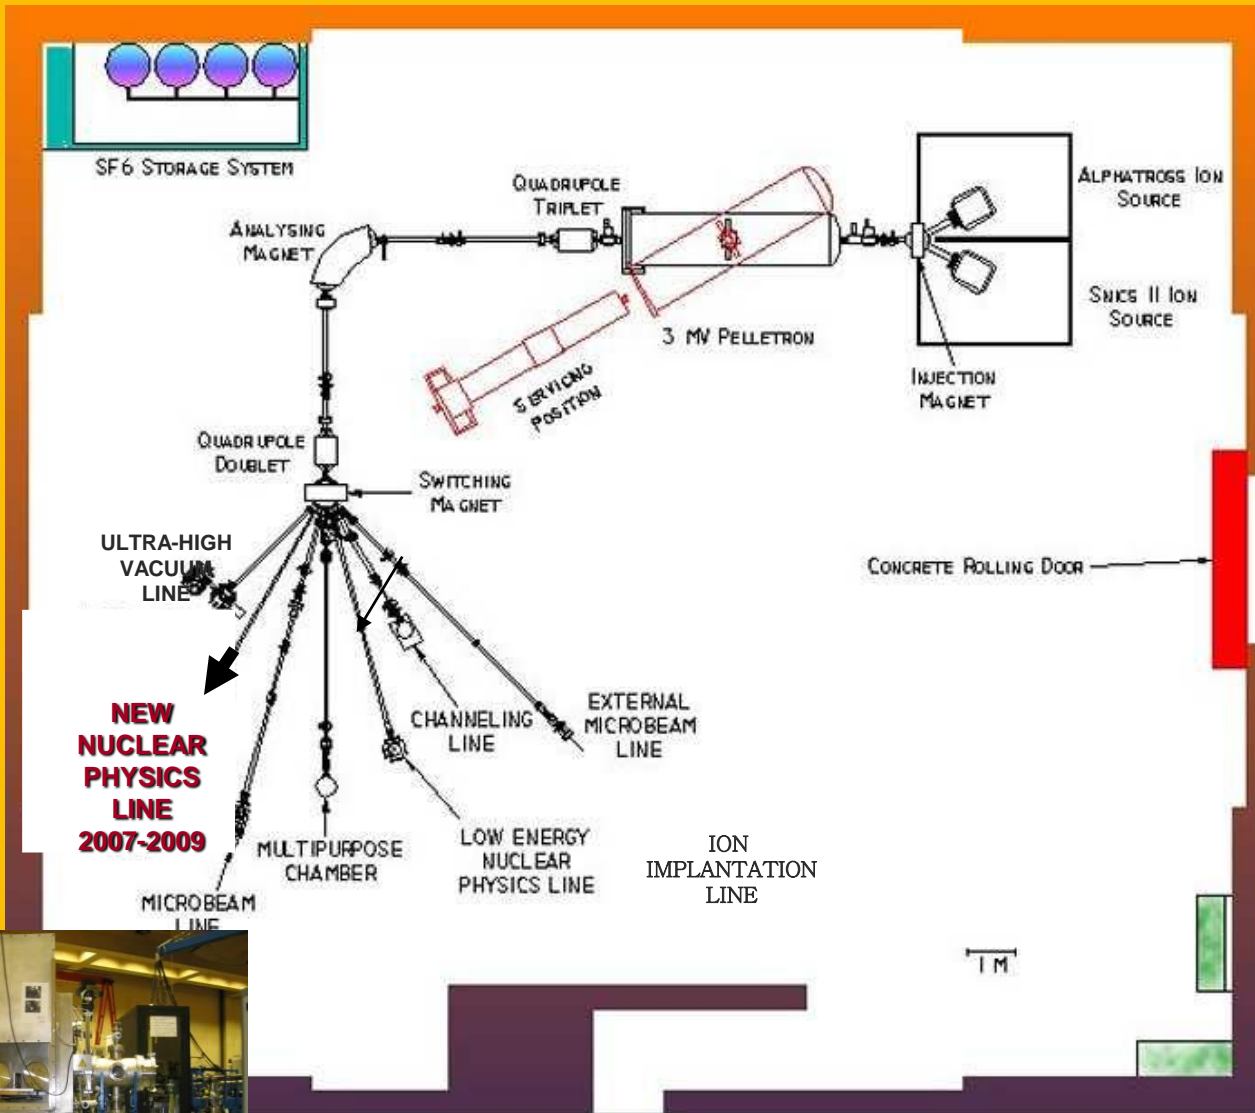 SF6 STORAGE SYSTEM
QUADRUPOLE
TRIPLET
ALPHATROSS ION
SOURCE
ANALYSING
MAGNET
SNICS II ION
SOURCE
3 MV PELLETRON
INJECTION
MAGNET
SERVICING
POSITION
QUADRUPOLE
DOUBLET
SWITCHING
MAGNET
ULTRA-HIGH
VACUUM
LINE
CONCRETE ROLLING DOOR
NEW
NUCLEAR
PHYSICS
LINE
2007-2009
CHANNELING
LINE
EXTERNAL
MICROBEAM
LINE
MULTIPURPOSE
CHAMBER
LOW ENERGY
NUCLEAR
PHYSICS LINE
ION
IMPLANTATION
LINE
MICROBEAM
LINE
1 M